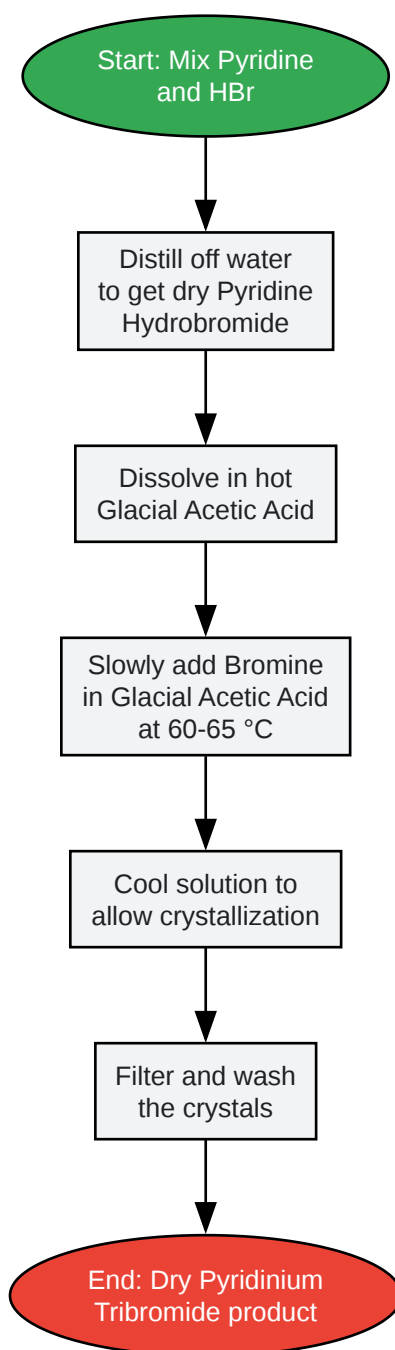 Start: Mix Pyridine
and HBr
Distill off water
to get dry Pyridine
Hydrobromide
Dissolve in hot
Glacial Acetic Acid
Slowly add Bromine
in Glacial Acetic Acid
at 60-65 °C
Cool solution to
allow crystallization
Filter and wash
the crystals
End: Dry Pyridinium
Tribromide product